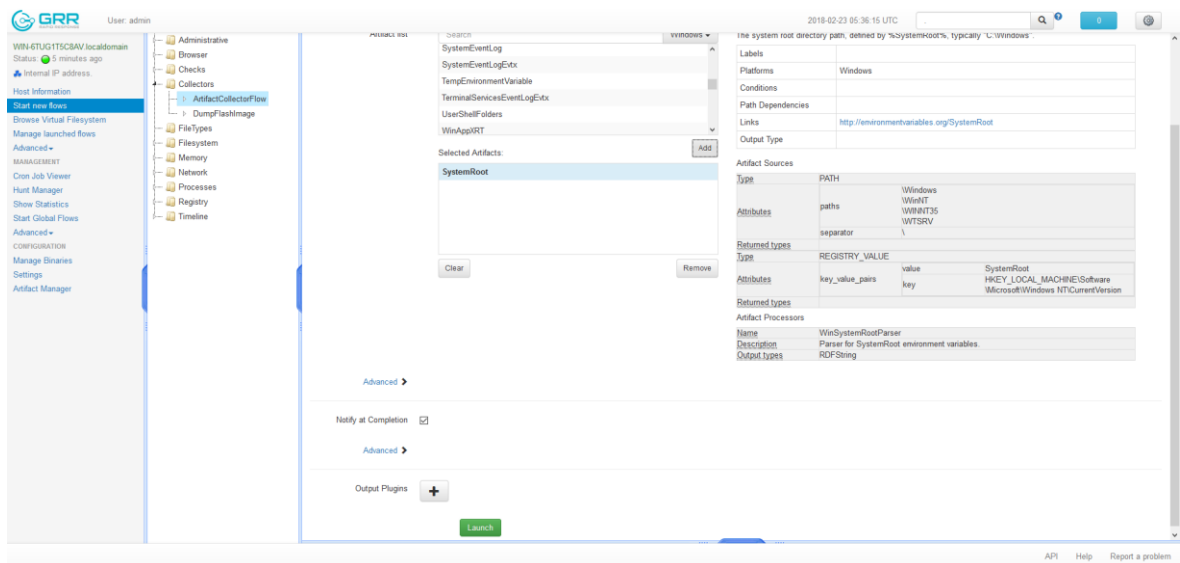 GRR
User: admin
2018-02-23 05:36:15 UTC
0
WIN-6TUG1T5C8AV.localdomain
Status: 5 minutes ago
Internal IP address.
Host Information
Start new flows
Browse Virtual Filesystem
Manage launched flows
Advanced
MANAGEMENT
Cron Job Viewer
Hunt Manager
Show Statistics
Start Global Flows
Advanced
CONFIGURATION
Manage Binaries
Settings
Artifact Manager
Administrative
Browser
Checks
Collectors
ArtifactCollectorFlow
DumpFlashImage
FileTypes
Filesystem
Memory
Network
Processes
Registry
Timeline
Artifact list
Search
Windows
SystemEventLog
SystemEventLogEvtx
TempEnvironmentVariable
TerminalServicesEventLogEvtx
UserShellFolders
WinAppXRT
Selected Artifacts:
Add
SystemRoot
Clear
Remove
The system root directory path, defined by %SystemRoot%, typically "C:\Windows".
Labels
Platforms Windows
Conditions
Path Dependencies
Links http://environmentvariables.org/SystemRoot
Output Type
Artifact Sources
Type PATH
Attributes paths \Windows
\WinNT
\WINNT35
\WTSRV
separator \
Returned types
Type REGISTRY_VALUE
Attributes key_value_pairs value SystemRoot
key HKEY_LOCAL_MACHINE\Software
\Microsoft\Windows NT\CurrentVersion
Returned types
Artifact Processors
Name WinSystemRootParser
Description Parser for SystemRoot environment variables.
Output types RDFString
Advanced
Notify at Completion
Advanced
Output Plugins
Launch
API Help Report a problem